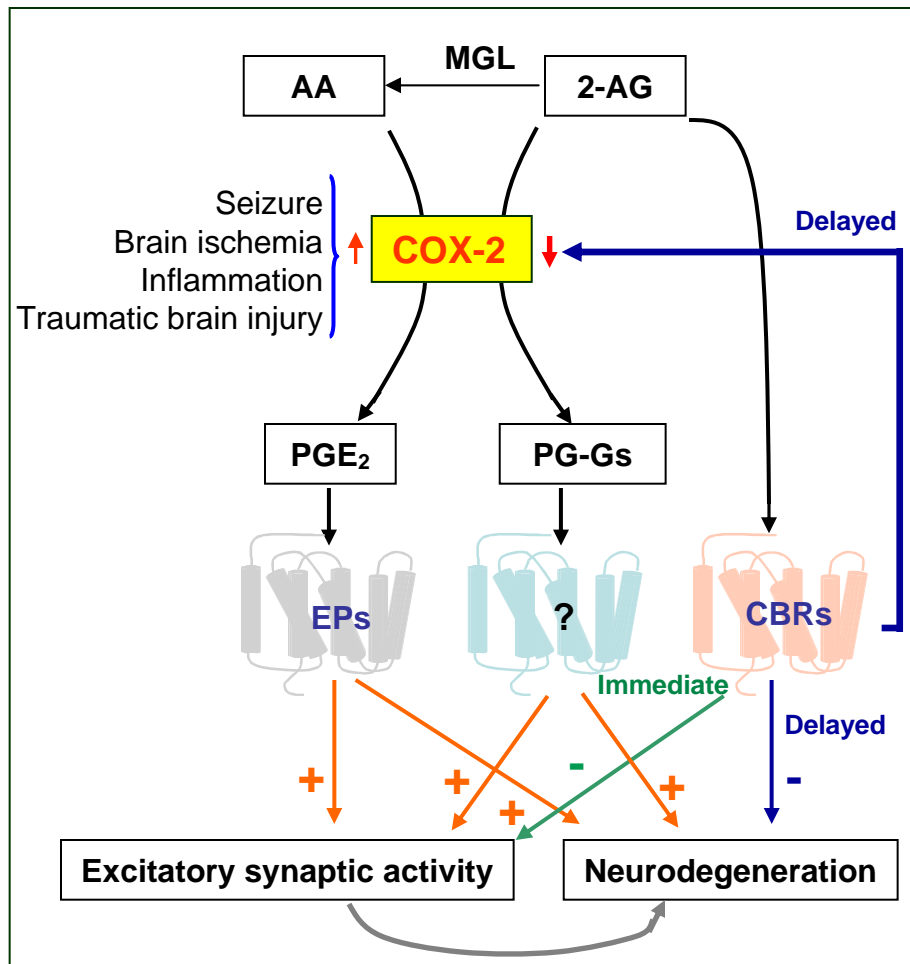 MGL
AA
2-AG
Seizure
Brain ischemia
Inflammation
Traumatic brain injury
COX-2
Delayed
PGE₂
PG-Gs
EPs
?
CBRs
Immediate
Delayed
+
+
+
-
+
-
Excitatory synaptic activity
Neurodegeneration